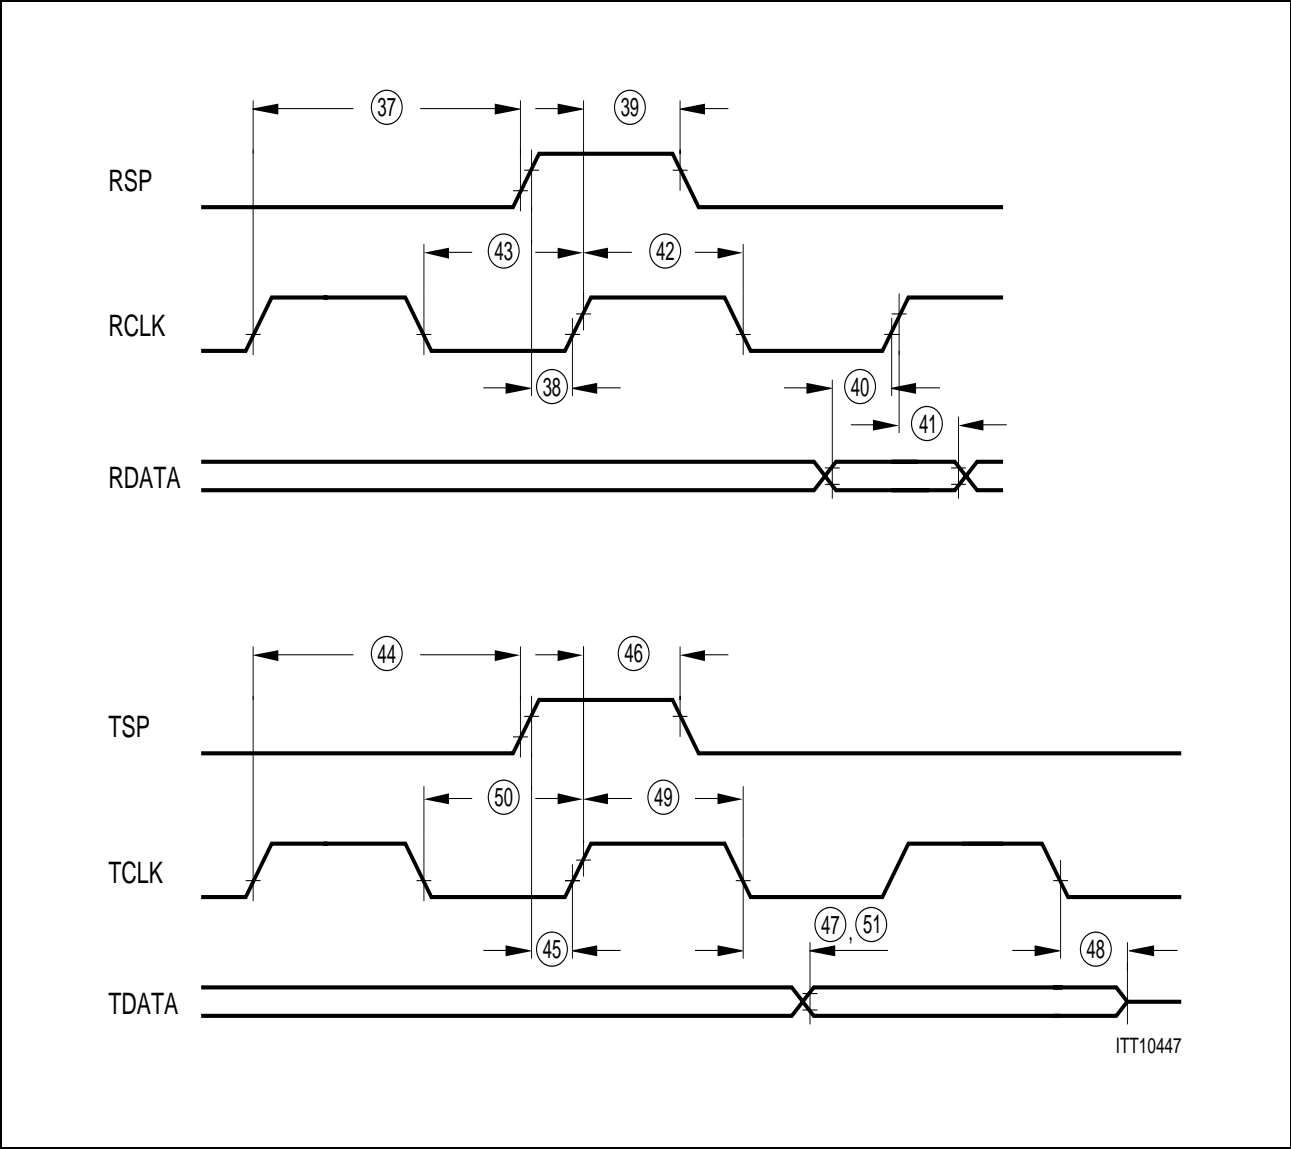 37 39
RSP
43 42
RCLK
38 40
41
RDATA
44 46
TSP
50 49
TCLK
47 , 51
45 48
TDATA
ITT10447